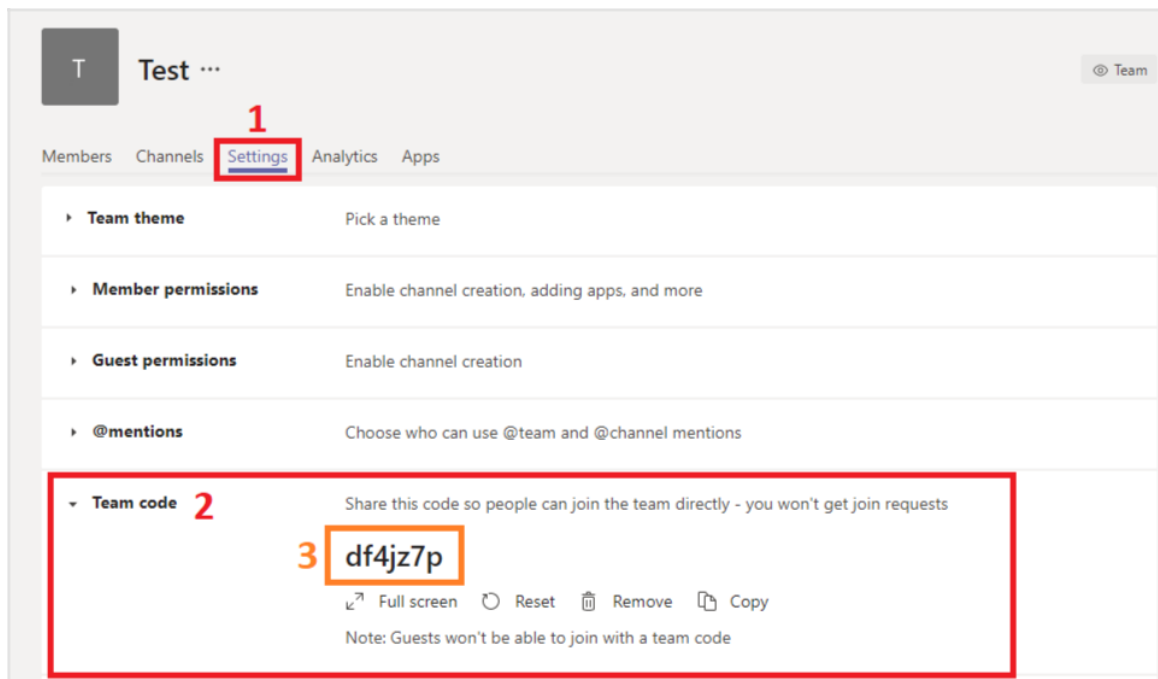 T
Test ...
Team
1
Members Channels Settings Analytics Apps
Team theme Pick a theme
Member permissions Enable channel creation, adding apps, and more
Guest permissions Enable channel creation
@mentions Choose who can use @team and @channel mentions
Team code 2 Share this code so people can join the team directly - you won't get join requests
3 df4jz7p
Full screen Reset Remove Copy
Note: Guests won't be able to join with a team code